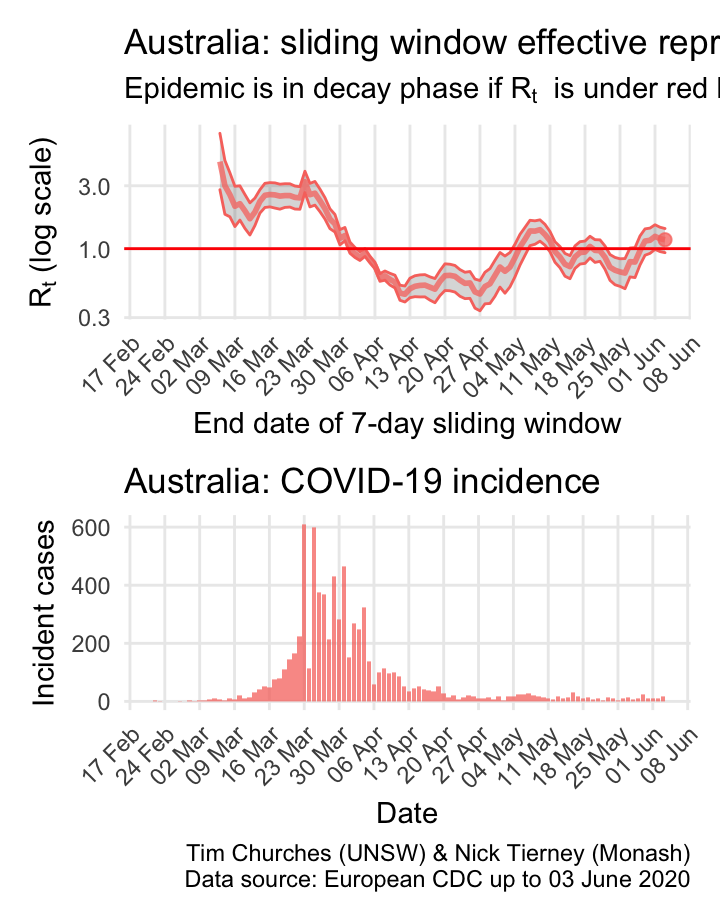 Australia: sliding window effective repr
Epidemic is in decay phase if Rt is under red
Rt (log scale)
3.0
1.0
0.3
17 Feb
24 Feb
02 Mar
09 Mar
16 Mar
23 Mar
30 Mar
06 Apr
13 Apr
20 Apr
27 Apr
04 May
11 May
18 May
25 May
01 Jun
08 Jun
End date of 7-day sliding window
Australia: COVID-19 incidence
Incident cases
600
400
200
0
17 Feb
24 Feb
02 Mar
09 Mar
16 Mar
23 Mar
30 Mar
06 Apr
13 Apr
20 Apr
27 Apr
04 May
11 May
18 May
25 May
01 Jun
08 Jun
Date
Tim Churches (UNSW) & Nick Tierney (Monash)
Data source: European CDC up to 03 June 2020